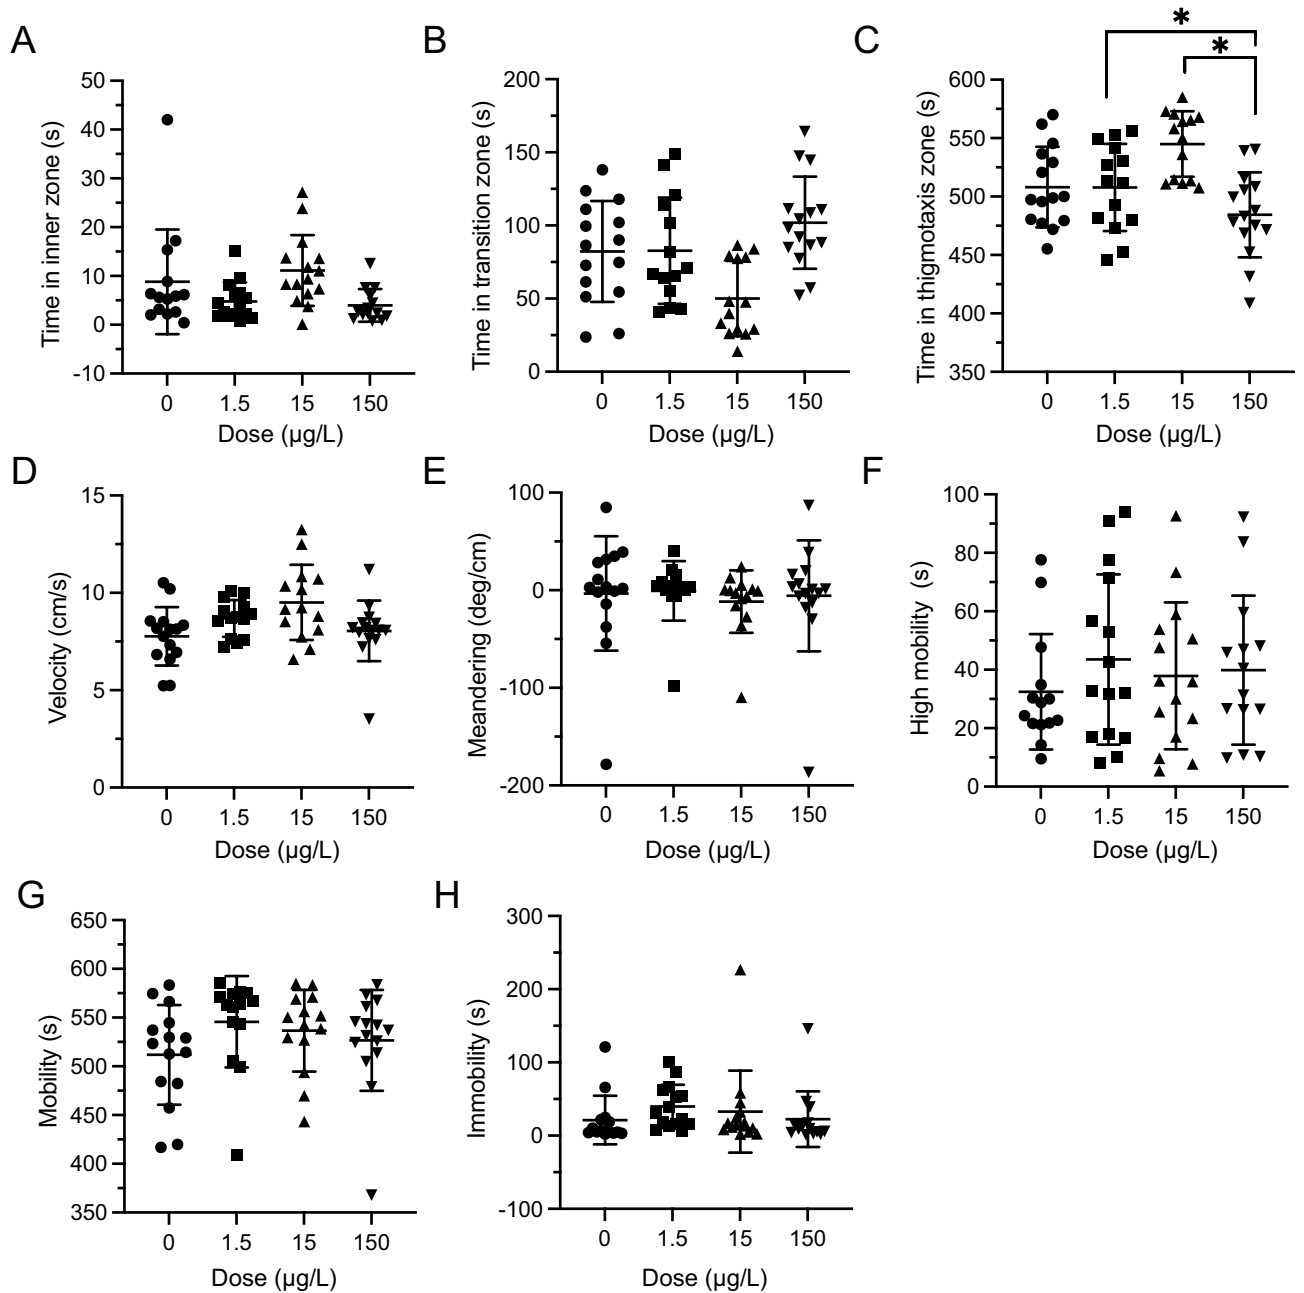 A
Time in inner zone (s)
50
40
30
20
10
0
-10
0 1.5 15 150
Dose (µg/L)
B
Time in transition zone (s)
200
150
100
50
0
0 1.5 15 150
Dose (µg/L)
C
* 
*
Time in thigmotaxis zone (s)
600
550
500
450
400
350
0 1.5 15 150
Dose (µg/L)
D
Velocity (cm/s)
15
10
5
0
0 1.5 15 150
Dose (µg/L)
E
Meandering (deg/cm)
100
0
-100
-200
0 1.5 15 150
Dose (µg/L)
F
High mobility (s)
100
80
60
40
20
0
0 1.5 15 150
Dose (µg/L)
G
Mobility (s)
650
600
550
500
450
400
350
0 1.5 15 150
Dose (µg/L)
H
Immobility (s)
300
200
100
0
-100
0 1.5 15 150
Dose (µg/L)